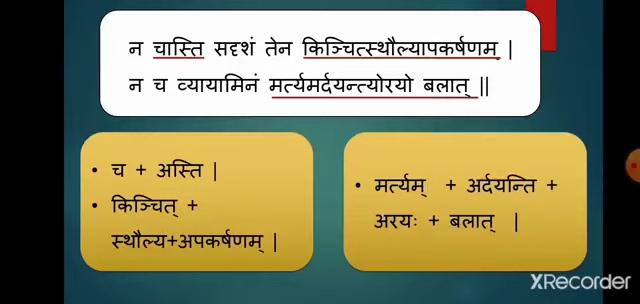 न चास्ति सदृशं तेन किञ्चित्स्थौल्यापकर्षणम् |
न च व्यायामिनं मर्त्यमर्दयन्त्योरयो बलात् ||
• च + अस्ति |
• किञ्चित् +
स्थौल्य+अपकर्षणम् |
• मर्त्यम् + अर्दयन्ति +
अरयः + बलात् |
XRecorder